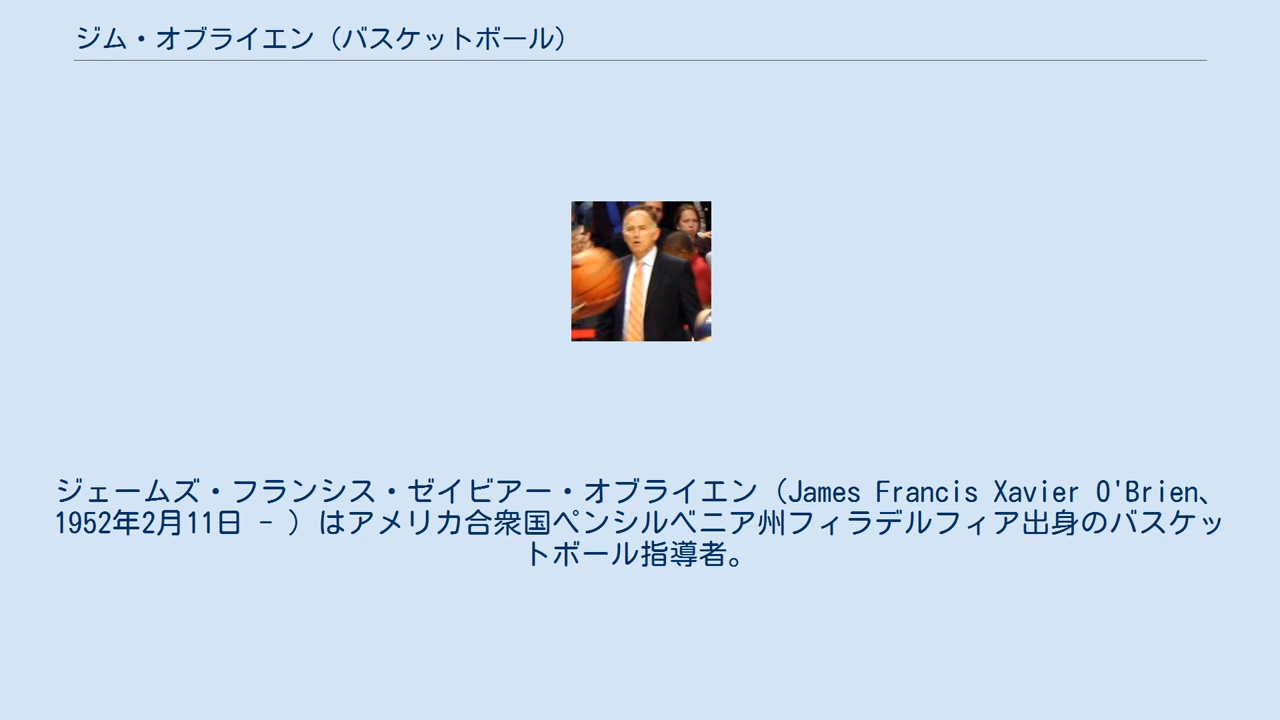 ジム・オブライエン（バスケットボール）
ジェームズ・フランシス・ゼイビアー・オブライエン（James Francis Xavier O'Brien、
1952年2月11日 - ）はアメリカ合衆国ペンシルベニア州フィラデルフィア出身のバスケッ
トボール指導者。